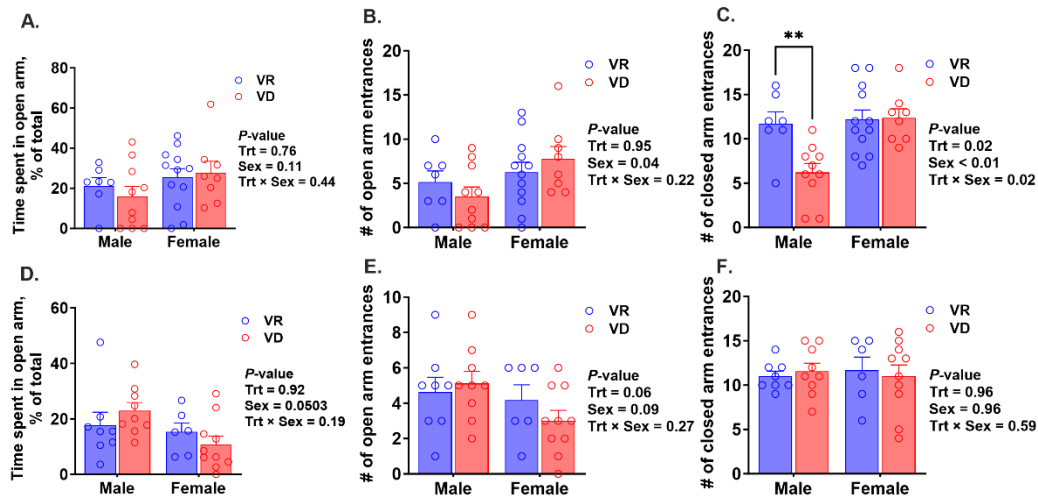 A.
Time spent in open arm,
% of total
80
60
40
20
0
Male
Female
VR
VD
P-value
Trt = 0.76
Sex = 0.11
Trt × Sex = 0.44
B.
# of open arm entrances
20
15
10
5
0
Male
Female
VR
VD
P-value
Trt = 0.95
Sex = 0.04
Trt × Sex = 0.22
C.
# of closed arm entrances
20
15
10
5
0
**
Male
Female
VR
VD
P-value
Trt = 0.02
Sex < 0.01
Trt × Sex = 0.02
D.
Time spent in open arm,
% of total
60
40
20
0
Male
Female
VR
VD
P-value
Trt = 0.92
Sex = 0.0503
Trt × Sex = 0.19
E.
# of open arm entrances
10
8
6
4
2
0
Male
Female
VR
VD
P-value
Trt = 0.06
Sex = 0.09
Trt × Sex = 0.27
F.
# of closed arm entrances
20
15
10
5
0
Male
Female
VR
VD
P-value
Trt = 0.96
Sex = 0.96
Trt × Sex = 0.59